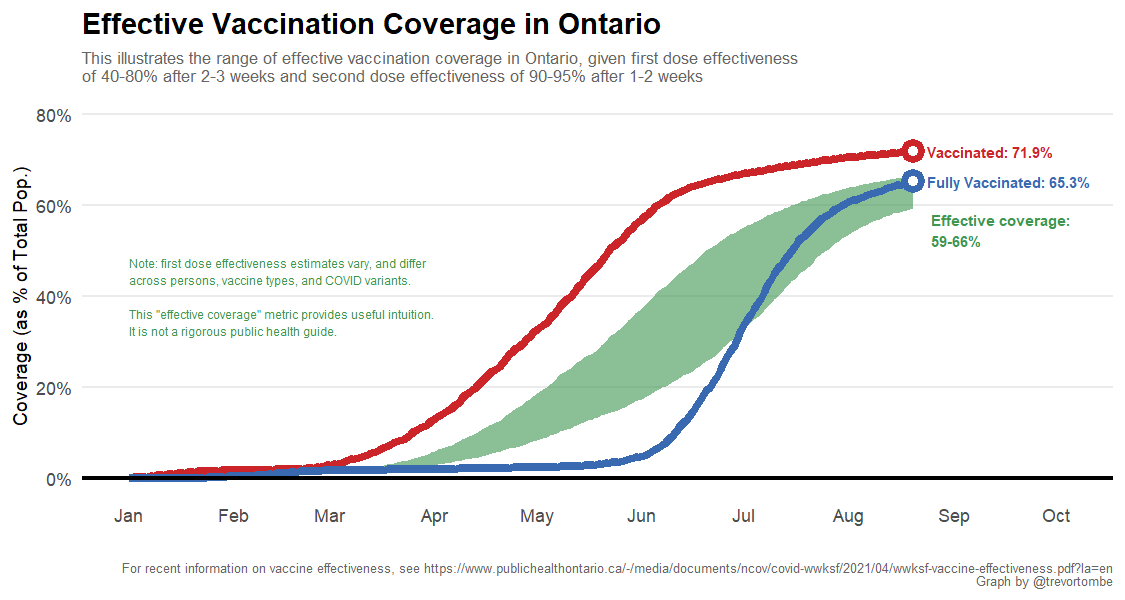 Effective Vaccination Coverage in Ontario
This illustrates the range of effective vaccination coverage in Ontario, given first dose effectiveness
of 40-80% after 2-3 weeks and second dose effectiveness of 90-95% after 1-2 weeks
80%
60%
40%
20%
0%
Coverage (as % of Total Pop.)
Vaccinated: 71.9%
Fully Vaccinated: 65.3%
Effective coverage:
59-66%
Note: first dose effectiveness estimates vary, and differ
across persons, vaccine types, and COVID variants.
This "effective coverage" metric provides useful intuition.
It is not a rigorous public health guide.
Jan Feb Mar Apr May Jun Jul Aug Sep Oct
For recent information on vaccine effectiveness, see https://www.publichealthontario.ca/-/media/documents/ncov/covid-wwksf/2021/04/wwksf-vaccine-effectiveness.pdf?la=en
Graph by @trevortombe